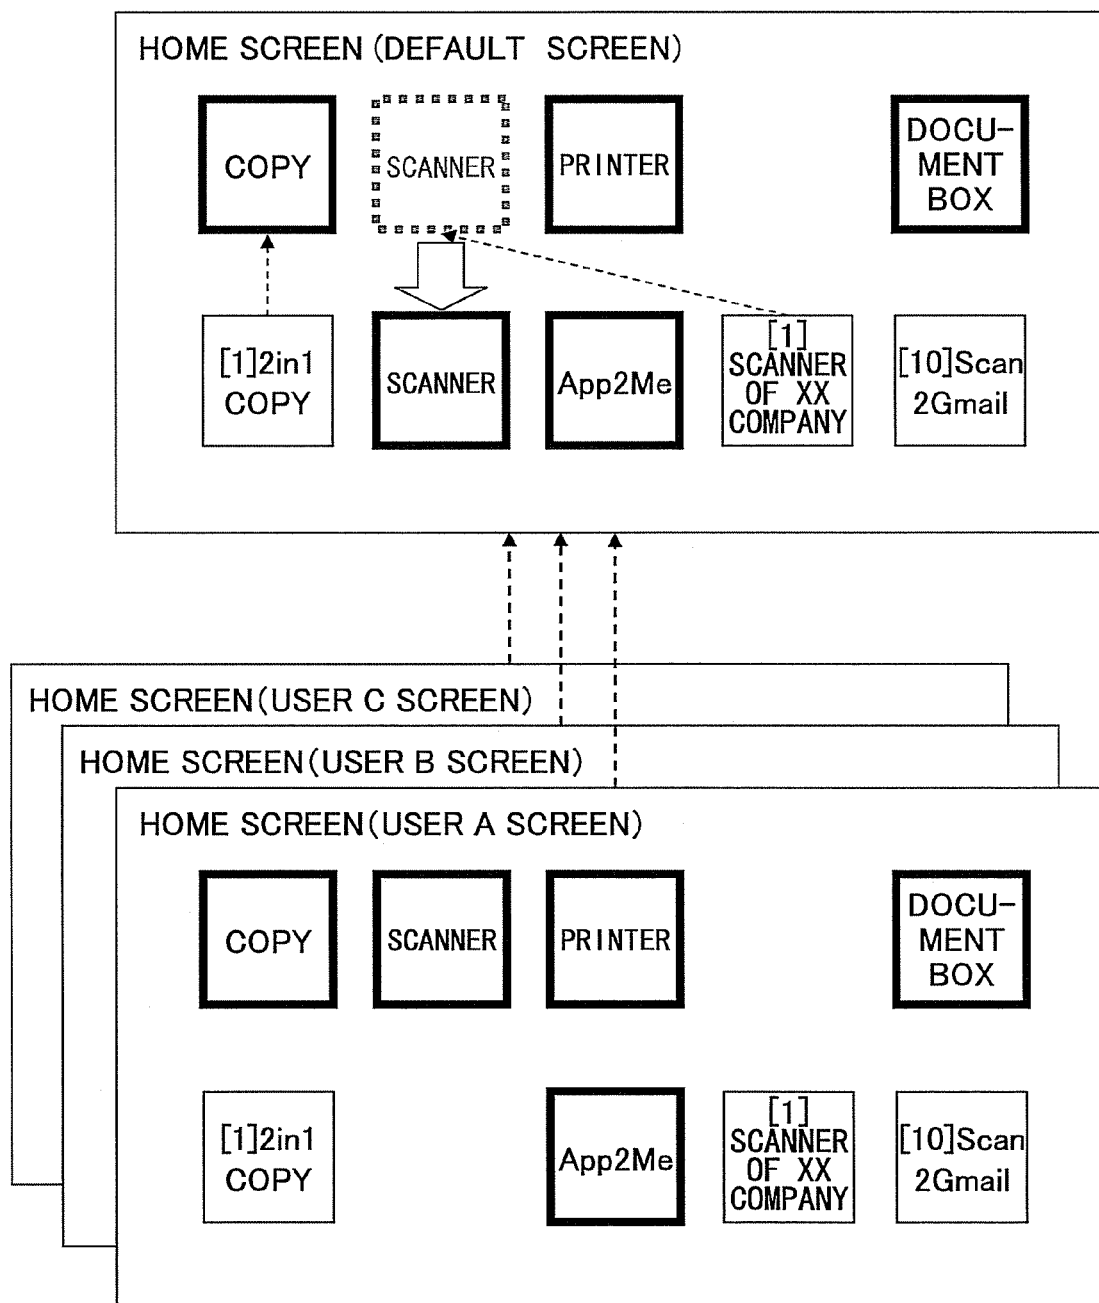 HOME SCREEN (DEFAULT SCREEN)
COPY
SCANNER
PRINTER
DOCU-
MENT
BOX
[1]2in1
COPY
SCANNER
App2Me
[1]
SCANNER
OF XX
COMPANY
[10]Scan
2Gmail
HOME SCREEN(USER C SCREEN)
HOME SCREEN(USER B SCREEN)
HOME SCREEN(USER A SCREEN)
COPY
SCANNER
PRINTER
DOCU-
MENT
BOX
[1]2in1
COPY
App2Me
[1]
SCANNER
OF XX
COMPANY
[10]Scan
2Gmail